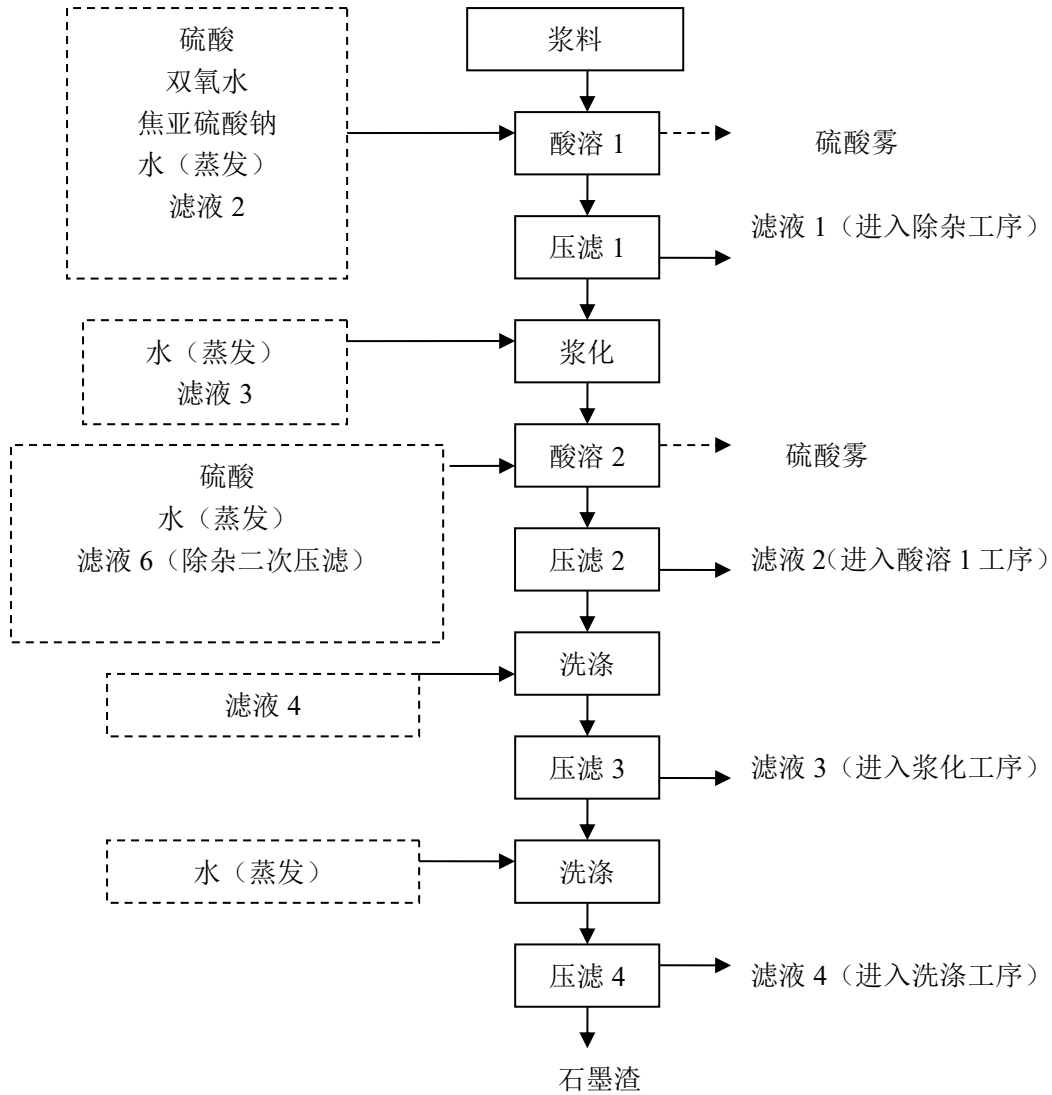 浆料
硫酸
双氧水
焦亚硫酸钠
水（蒸发）
滤液 2
酸溶 1
硫酸雾
压滤 1
滤液 1（进入除杂工序）
水（蒸发）
滤液 3
浆化
硫酸
水（蒸发）
滤液 6（除杂二次压滤）
酸溶 2
硫酸雾
压滤 2
滤液 2（进入酸溶 1 工序）
滤液 4
洗涤
压滤 3
滤液 3（进入浆化工序）
水（蒸发）
洗涤
压滤 4
滤液 4（进入洗涤工序）
石墨渣